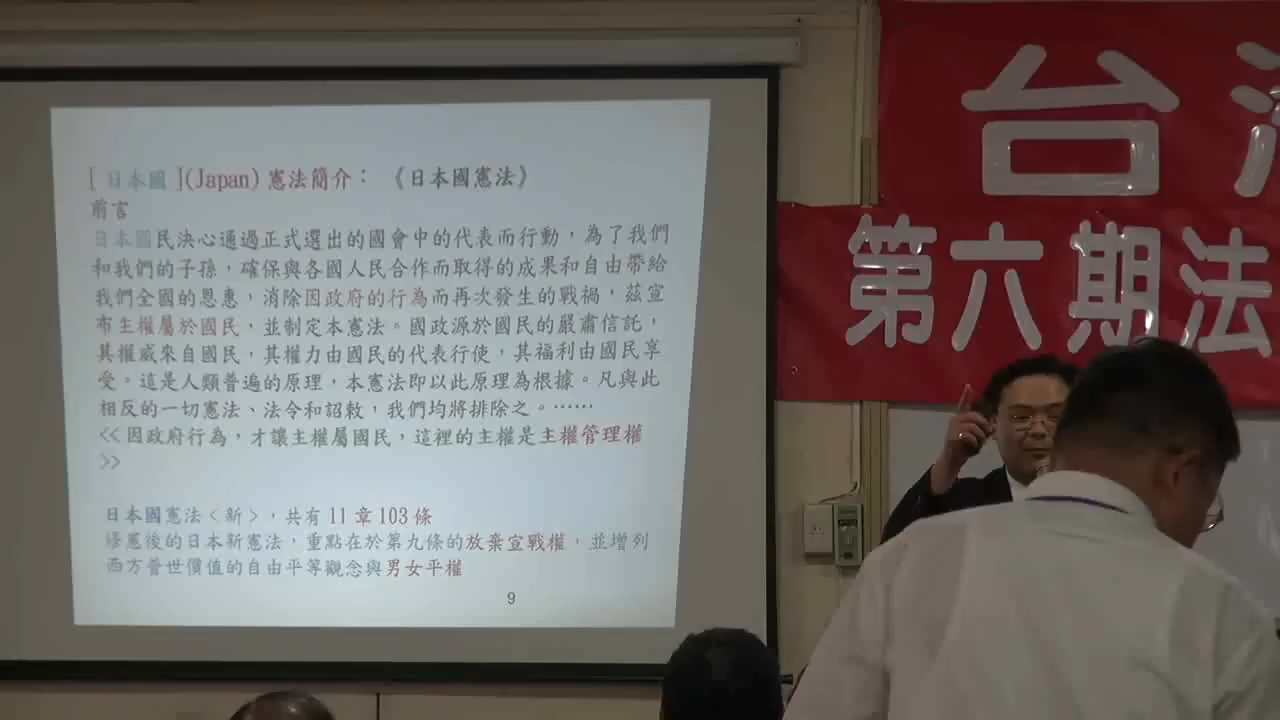 [ 日本國 ](Japan) 憲法簡介： 《日本國憲法》
前言
日本國民決心通過正式選出的國會中的代表而行動，為了我們
和我們的子孫，確保與各國人民合作而取得的成果和自由帶給
我們全國的恩惠，消除因政府的行為而再次發生的戰禍，茲宣
布主權屬於國民，並制定本憲法。國政源於國民的嚴肅信託，
其權威來自國民，其權力由國民的代表行使，其福利由國民享
受。這是人類普遍的原理，本憲法即以此原理為根據。凡與此
相反的一切憲法、法令和詔敕，我們均將排除之。……
<< 因政府行為，才讓主權屬國民，這裡的主權是主權管理權
>>
日本國憲法＜新＞，共有 11 章 103 條
修憲後的日本新憲法，重點在於第九條的放棄宣戰權，並增列
西方普世價值的自由平等觀念與男女平權
9
台
第六期法